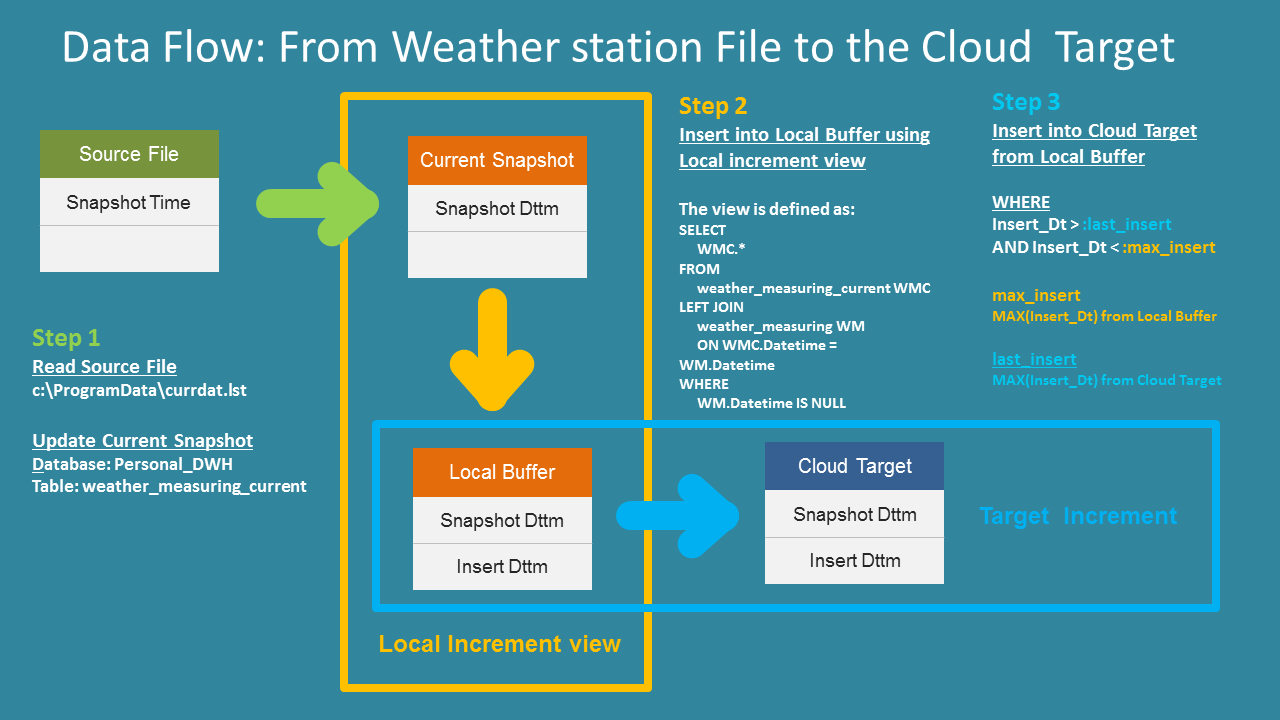 Data Flow: From Weather station File to the Cloud Target
Source File
Snapshot Time
Current Snapshot
Snapshot Dttm
Step 1
Read Source File
c:\ProgramData\currdat.lst
Update Current Snapshot
Database: Personal_DWH
Table: weather_measuring_current
Step 2
Insert into Local Buffer using
Local increment view
The view is defined as:
SELECT
WMC.*
FROM
weather_measuring_current WMC
LEFT JOIN
weather_measuring WM
ON WMC.Datetime =
WM.Datetime
WHERE
WM.Datetime IS NULL
Step 3
Insert into Cloud Target
from Local Buffer
WHERE
Insert_Dt > :last_insert
AND Insert_Dt < :max_insert
max_insert
MAX(Insert_Dt) from Local Buffer
last_insert
MAX(Insert_Dt) from Cloud Target
Local Buffer
Snapshot Dttm
Insert Dttm
Cloud Target
Snapshot Dttm
Insert Dttm
Target Increment
Local Increment view